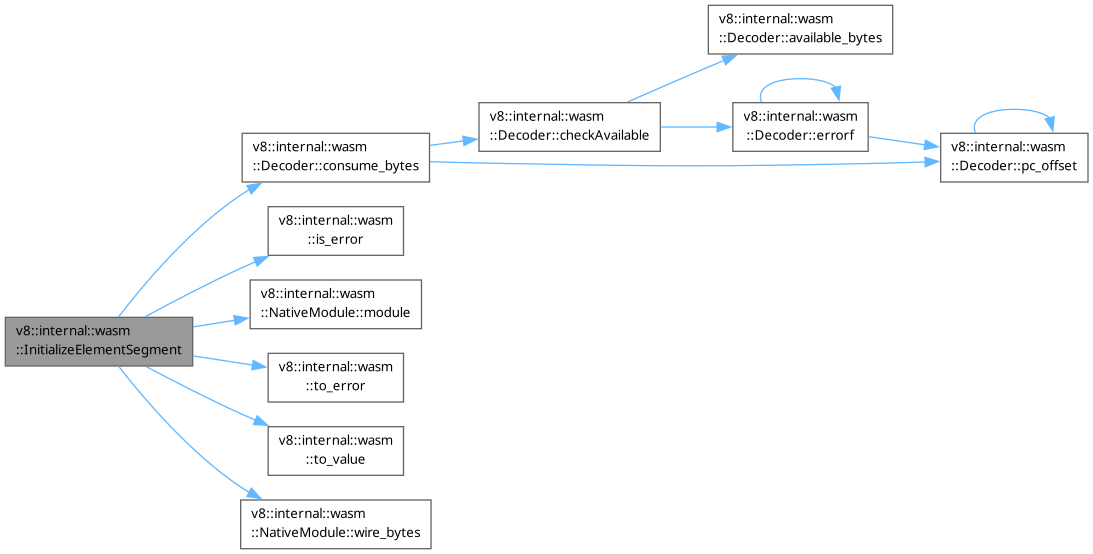 v8::internal::wasm
::Decoder::available_bytes
v8::internal::wasm
::Decoder::checkAvailable
v8::internal::wasm
::Decoder::errorf
v8::internal::wasm
::Decoder::consume_bytes
v8::internal::wasm
::Decoder::pc_offset
v8::internal::wasm
::is_error
v8::internal::wasm
::NativeModule::module
v8::internal::wasm
::InitializeElementSegment
v8::internal::wasm
::to_error
v8::internal::wasm
::to_value
v8::internal::wasm
::NativeModule::wire_bytes